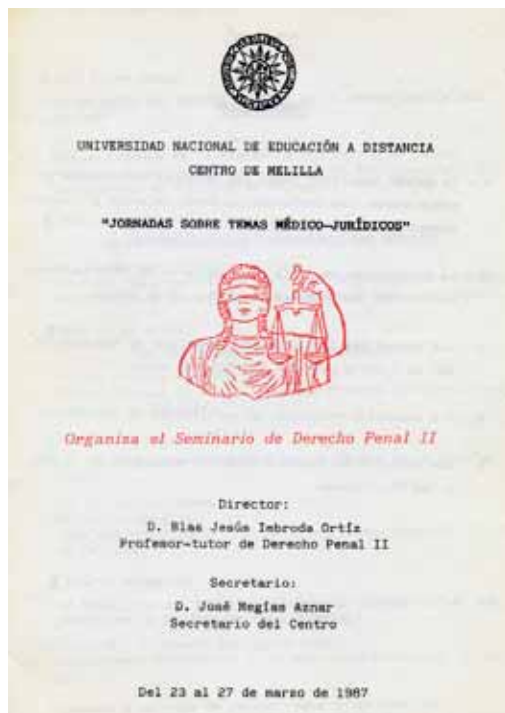 UNIVERSIDAD NACIONAL DE EDUCACIÓN A DISTANCIA
CENTRO DE MELILLA
"JORNADAS SOBRE TEMAS MÉDICO-JURÍDICOS"
Organiza el Seminario de Derecho Penal II
Director:
D. Blas Jesús Imbroda Ortíz
Profesor-tutor de Derecho Penal II
Secretario:
D. José Megías Aznar
Secretario del Centro
Del 23 al 27 de marzo de 1987